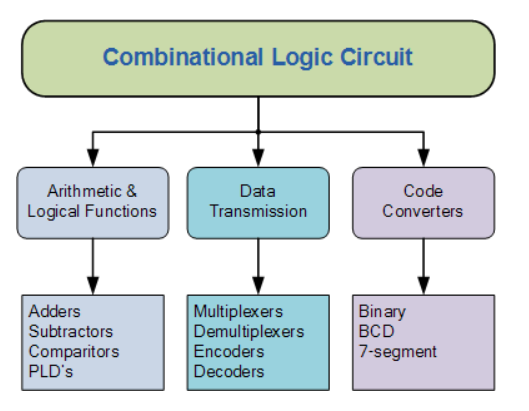 Combinational Logic Circuit
Arithmetic &
Logical Functions
Data
Transmission
Code
Converters
Adders
Subtractors
Comparitors
PLD's
Multiplexers
Demultiplexers
Encoders
Decoders
Binary
BCD
7-segment